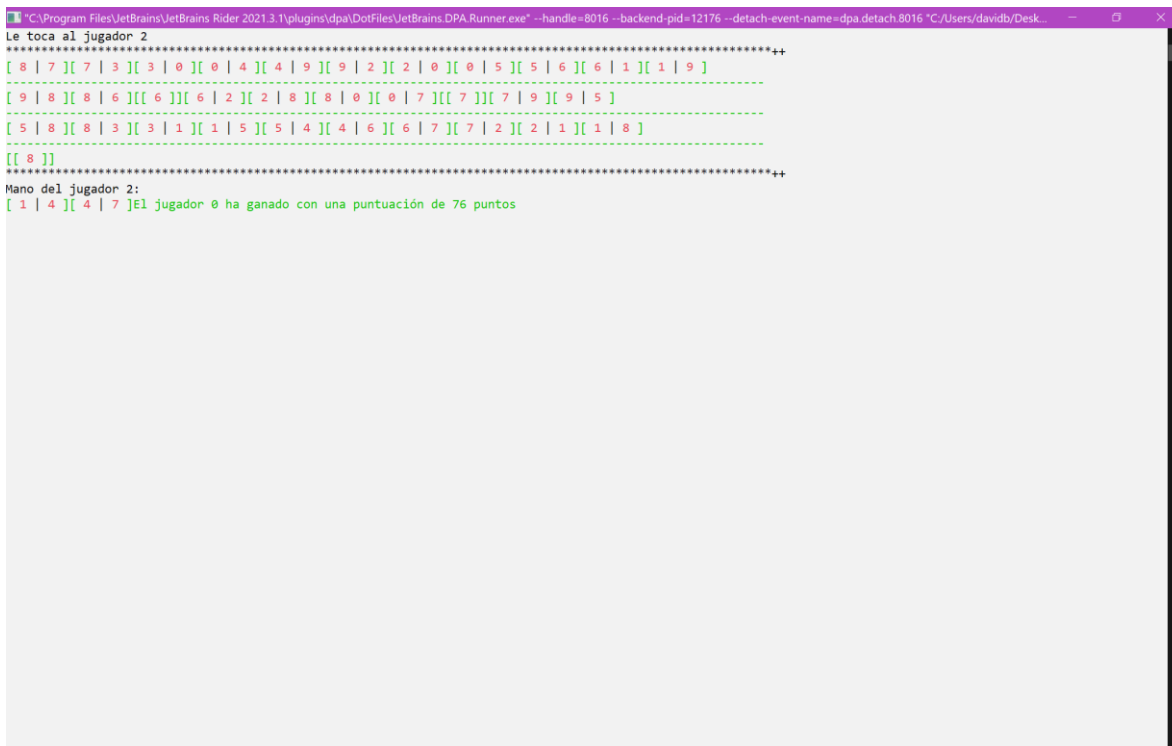 "C:\Program Files\JetBrains\JetBrains Rider 2021.3.1\plugins\dpa\DotFiles\JetBrains.DPA.Runner.exe" --handle=8016 --backend-pid=12176 --detach-event-name=dpa.detach.8016 "C:/Users/davidb/Desk...
Le toca al jugador 2
************************************************************************************************************++
[ 8 | 7 ][ 7 | 3 ][ 3 | 0 ][ 0 | 4 ][ 4 | 9 ][ 9 | 2 ][ 2 | 0 ][ 0 | 5 ][ 5 | 6 ][ 6 | 1 ][ 1 | 9 ]
-----------------------------------------------------------------------------------------------------------
[ 9 | 8 ][ 8 | 6 ][[ 6 ]][ 6 | 2 ][ 2 | 8 ][ 8 | 0 ][ 0 | 7 ][[ 7 ]][ 7 | 9 ][ 9 | 5 ]
-----------------------------------------------------------------------------------------------------------
[ 5 | 8 ][ 8 | 3 ][ 3 | 1 ][ 1 | 5 ][ 5 | 4 ][ 4 | 6 ][ 6 | 7 ][ 7 | 2 ][ 2 | 1 ][ 1 | 8 ]
-----------------------------------------------------------------------------------------------------------
[[ 8 ]]
************************************************************************************************************++
Mano del jugador 2:
[ 1 | 4 ][ 4 | 7 ]El jugador 0 ha ganado con una puntuación de 76 puntos